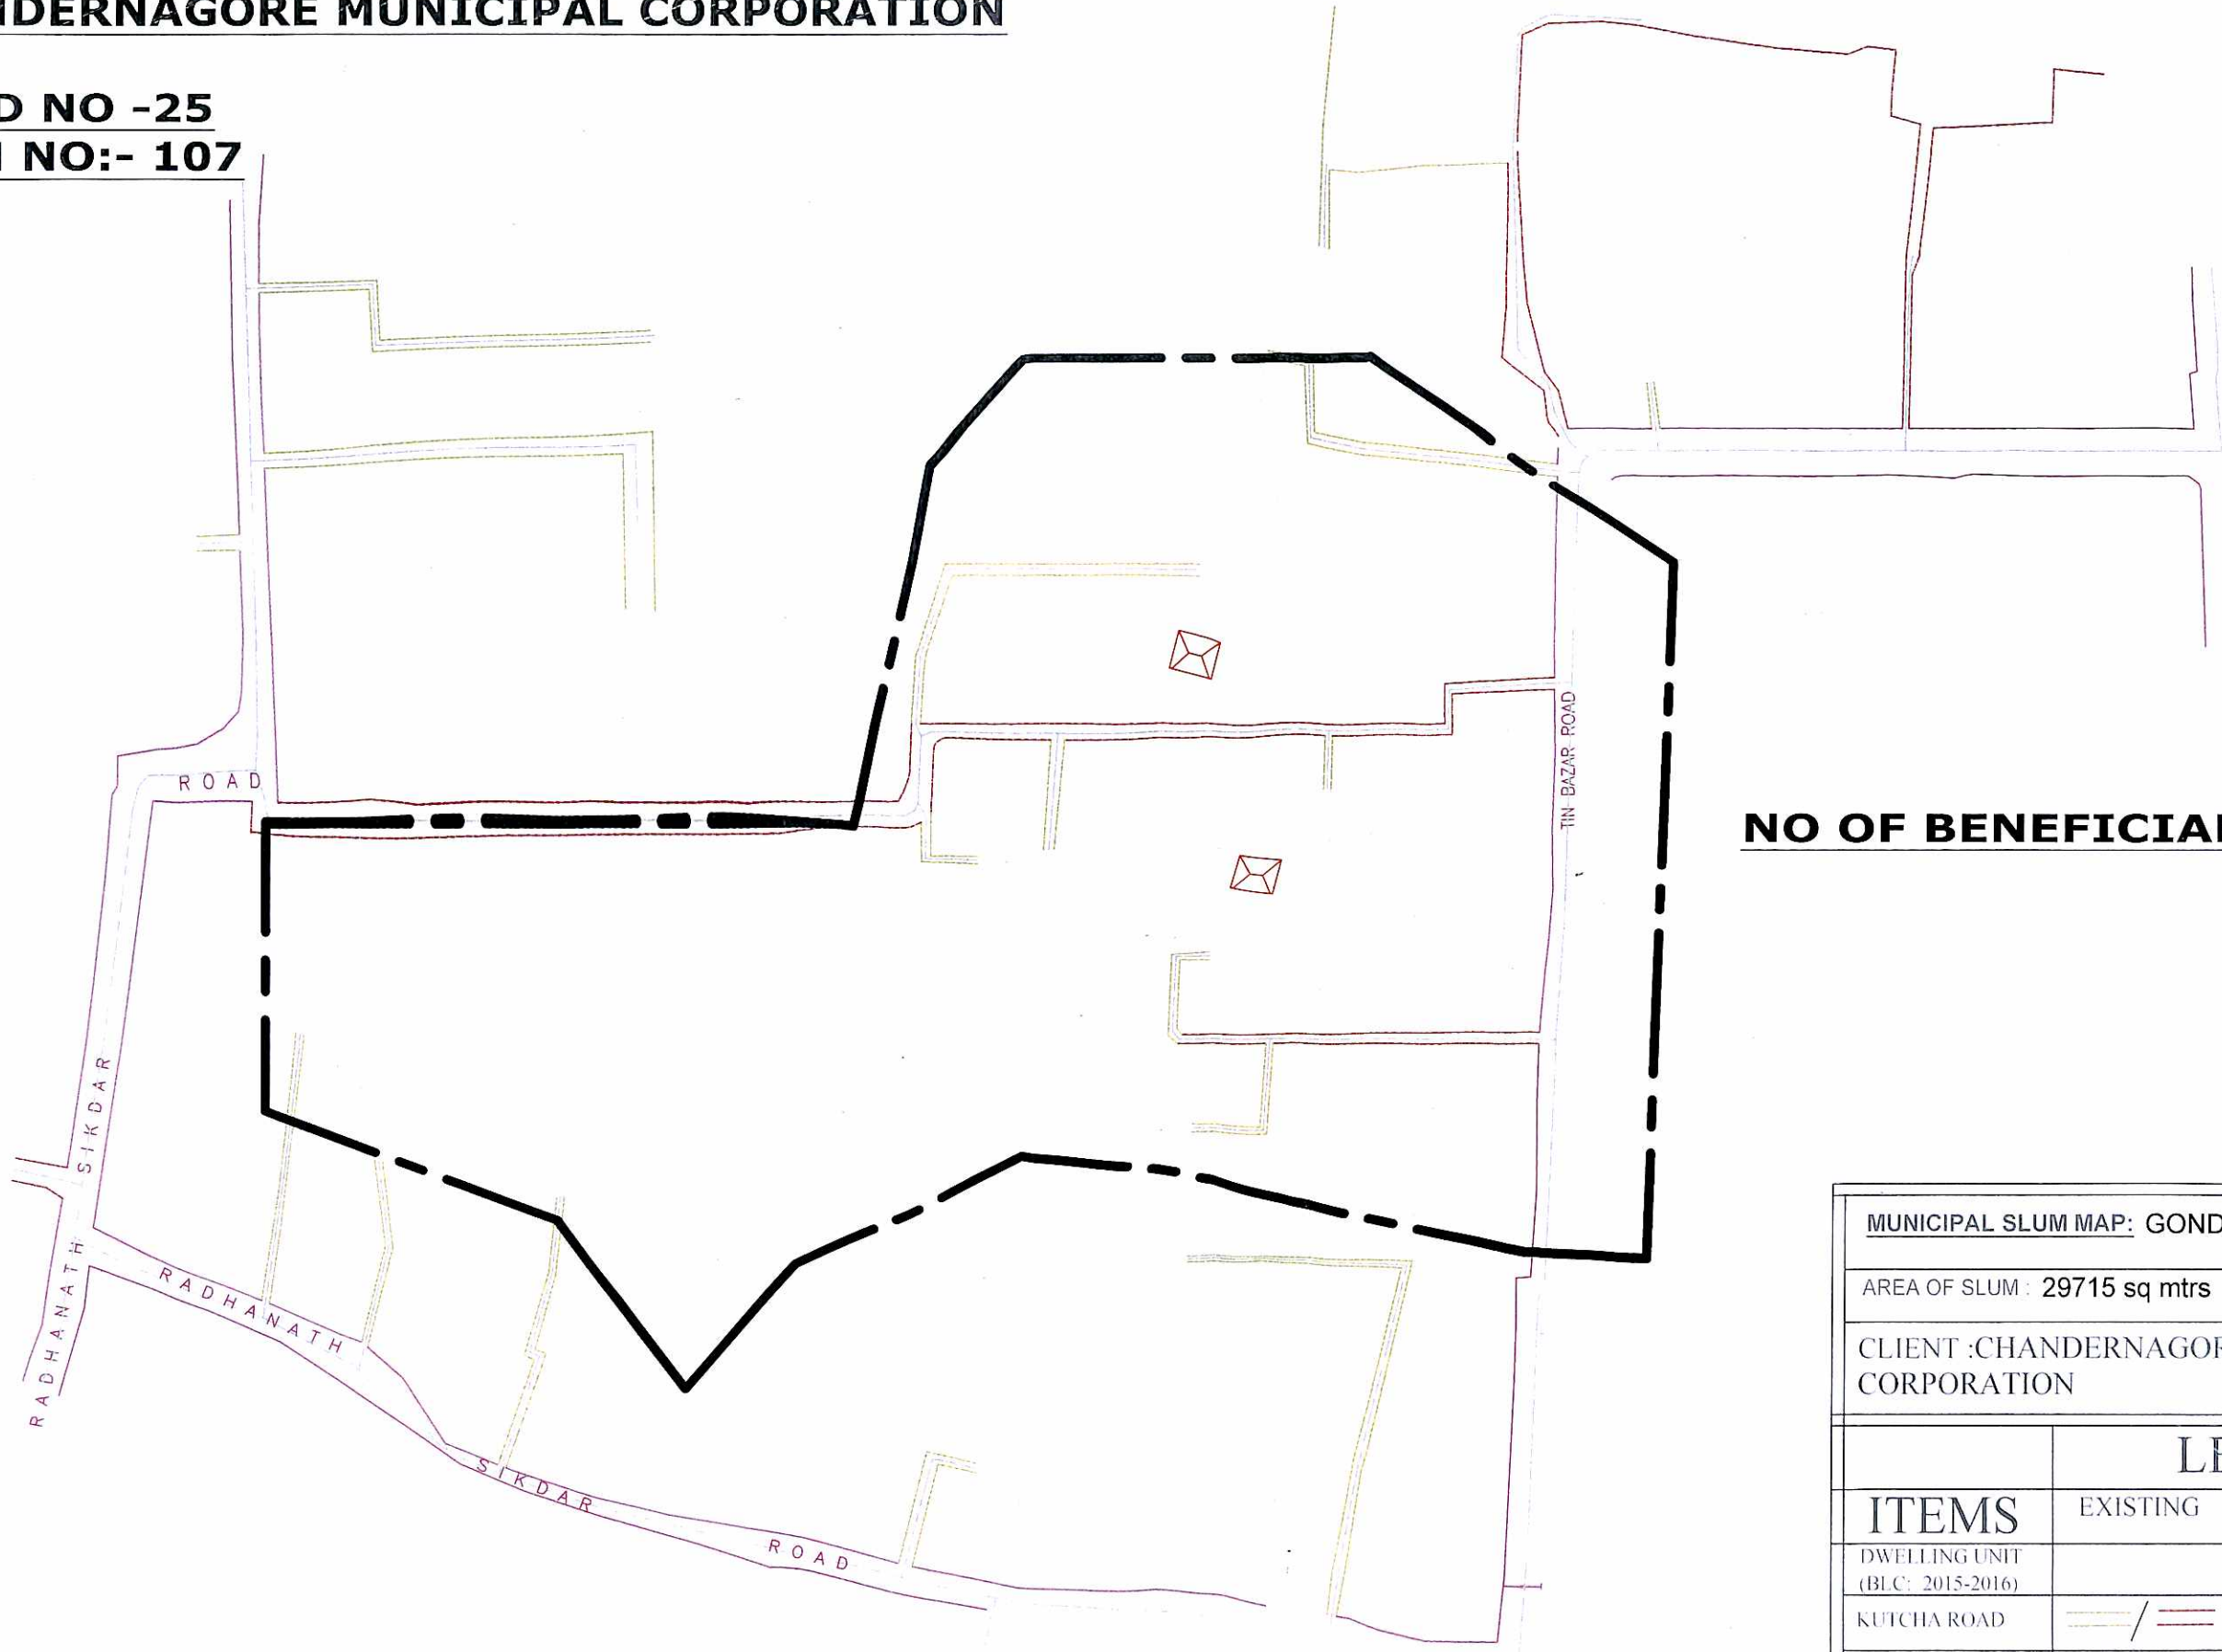 NDERNAGORE MUNICIPAL CORPORATION
D NO -25
NO:- 107
ROAD
TIN BAZAR ROAD
NO OF BENEFICIA
SIKDAR
RADHANATH
RADHANATH
SIKDAR
ROAD
MUNICIPAL SLUM MAP: GOND
AREA OF SLUM : 29715 sq mtrs
CLIENT :CHANDERNAGOR
CORPORATION
LE
ITEMS EXISTING
DWELLING UNIT
(BLC: 2015-2016)
KUTCHA ROAD /